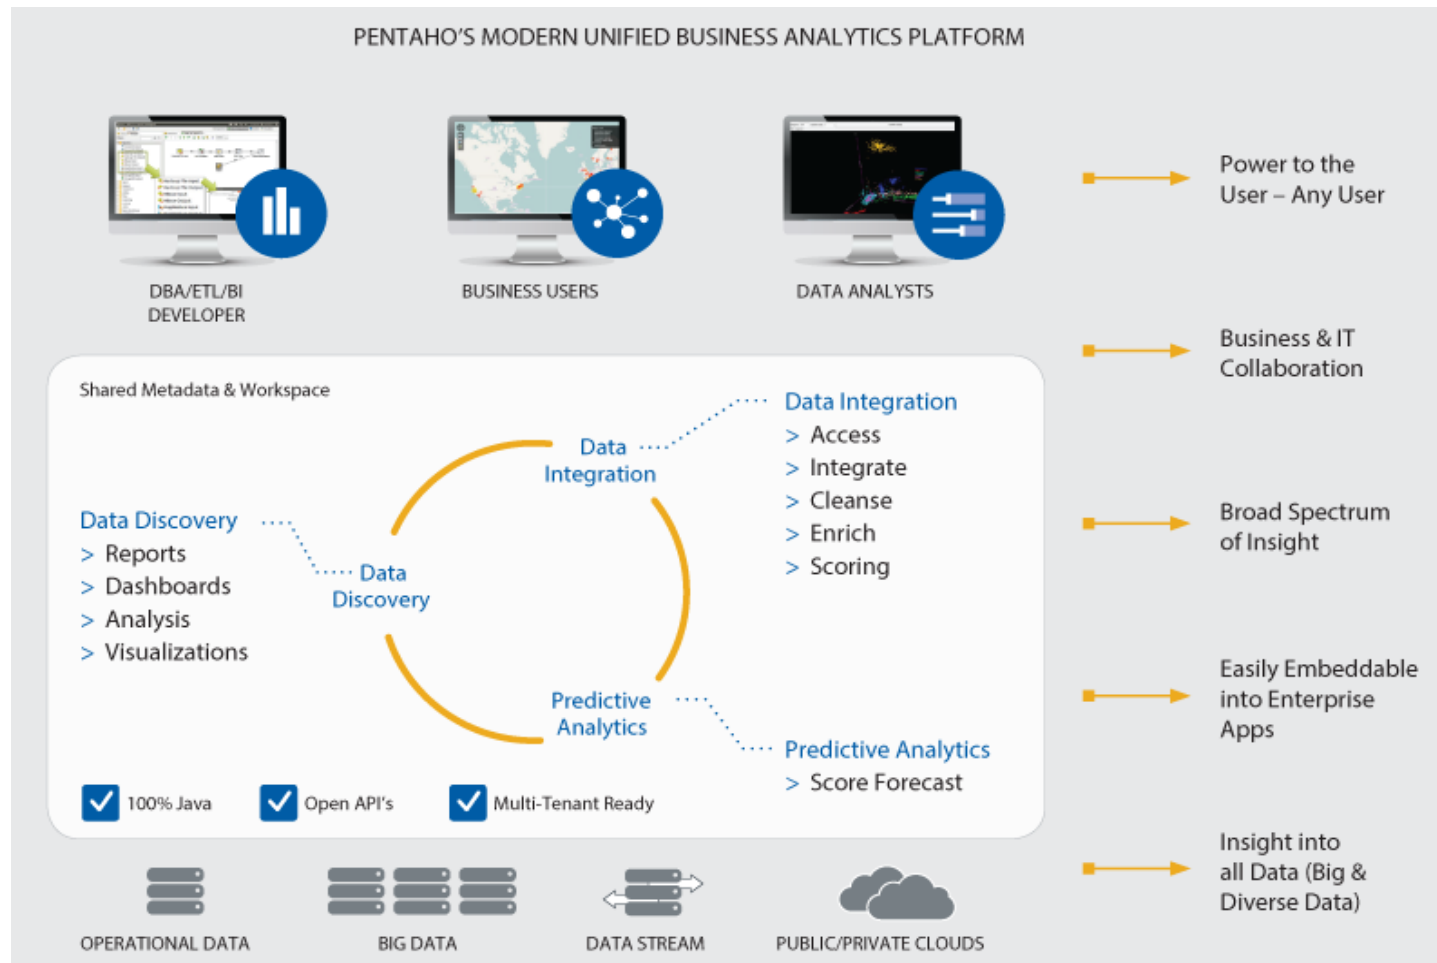 PENTAHO'S MODERN UNIFIED BUSINESS ANALYTICS PLATFORM
DBA/ETL/BI
DEVELOPER
BUSINESS USERS
DATA ANALYSTS
Power to the
User – Any User
Business & IT
Collaboration
Broad Spectrum
of Insight
Easily Embeddable
into Enterprise
Apps
Insight into
all Data (Big &
Diverse Data)
Shared Metadata & Workspace
Data
Integration
Data Integration
> Access
> Integrate
> Cleanse
> Enrich
> Scoring
Data Discovery
> Reports
> Dashboards
> Analysis
> Visualizations
Data
Discovery
Predictive
Analytics
Predictive Analytics
> Score Forecast
100% Java
Open API's
Multi-Tenant Ready
OPERATIONAL DATA
BIG DATA
DATA STREAM
PUBLIC/PRIVATE CLOUDS